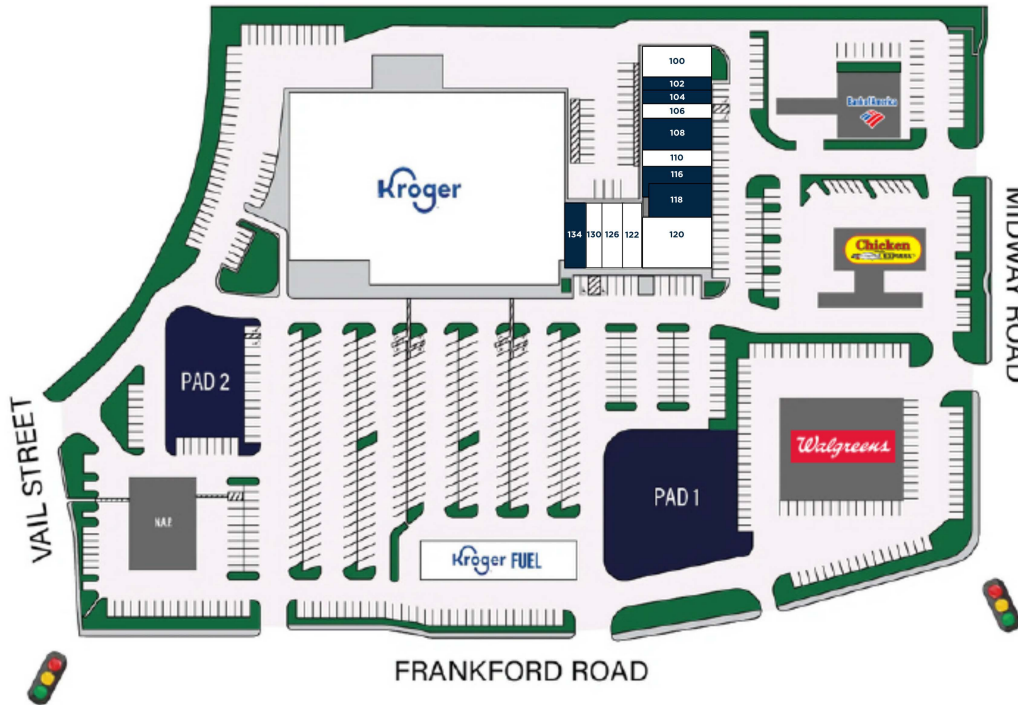 100
102
104
106
108
110
116
118
120
134
130
126
122
Kroger
Bank of America
Chicken
EXPRESS
MIDWAY ROAD
PAD 2
PAD 1
Walgreens
VAIL STREET
N.A.P.
Kroger FUEL
FRANKFORD ROAD